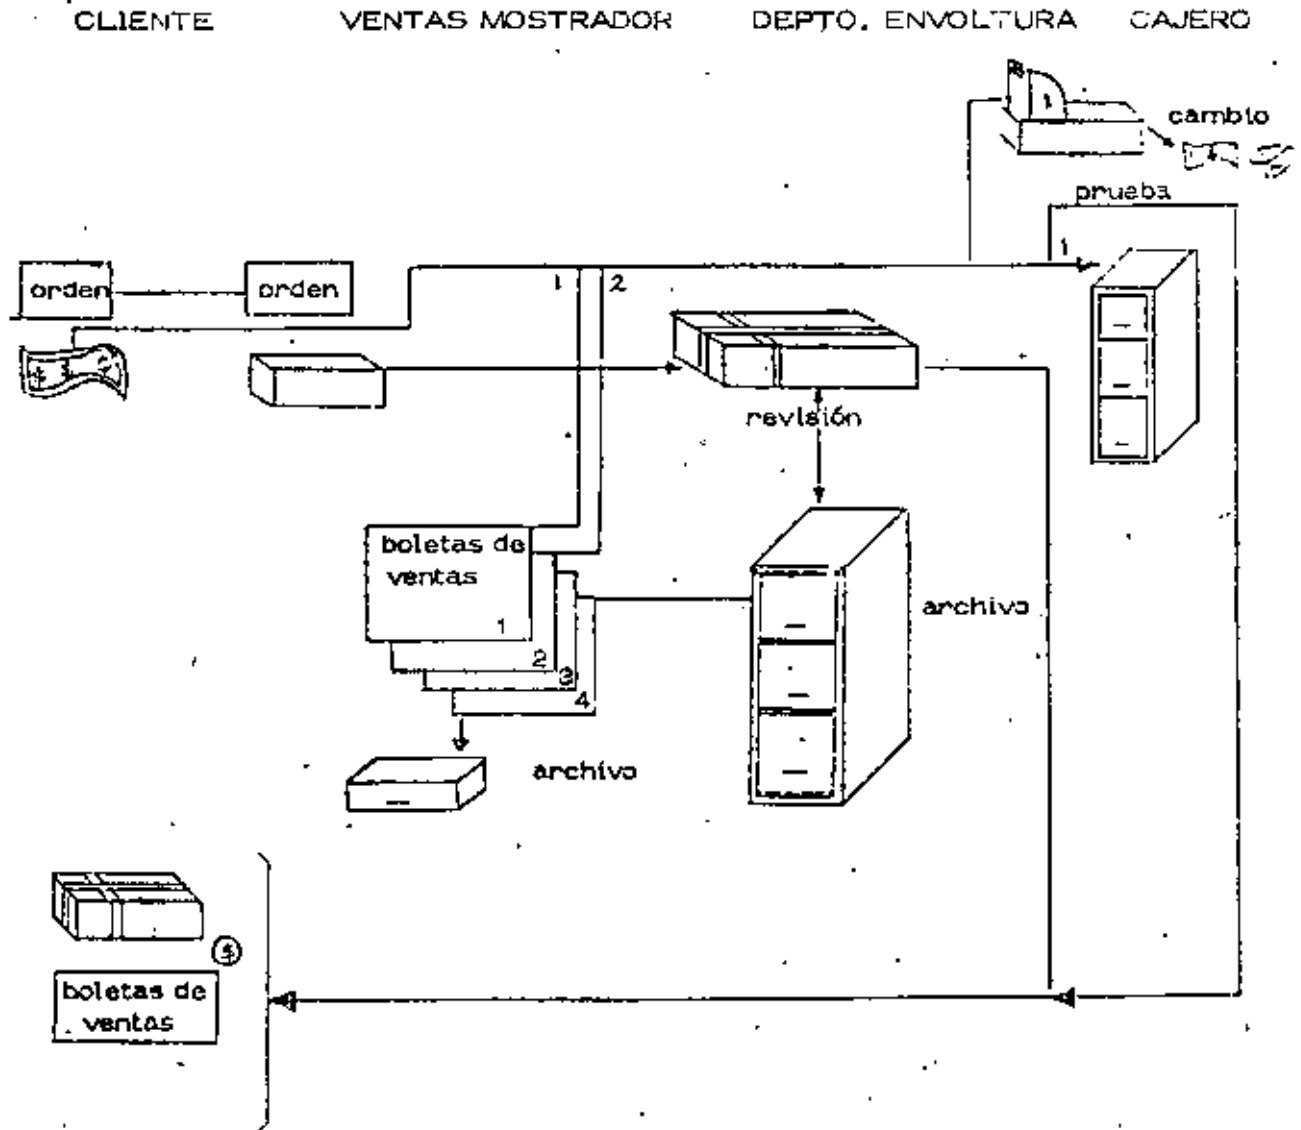 CLIENTE VENTAS MOSTRADOR DEPTO. ENVOLTURA CAJERO
1
cambio
prueba
1
1 2
orden orden
$
revisión
boletas de
ventas
1
2
3
4
archivo
archivo
$
boletas de
ventas